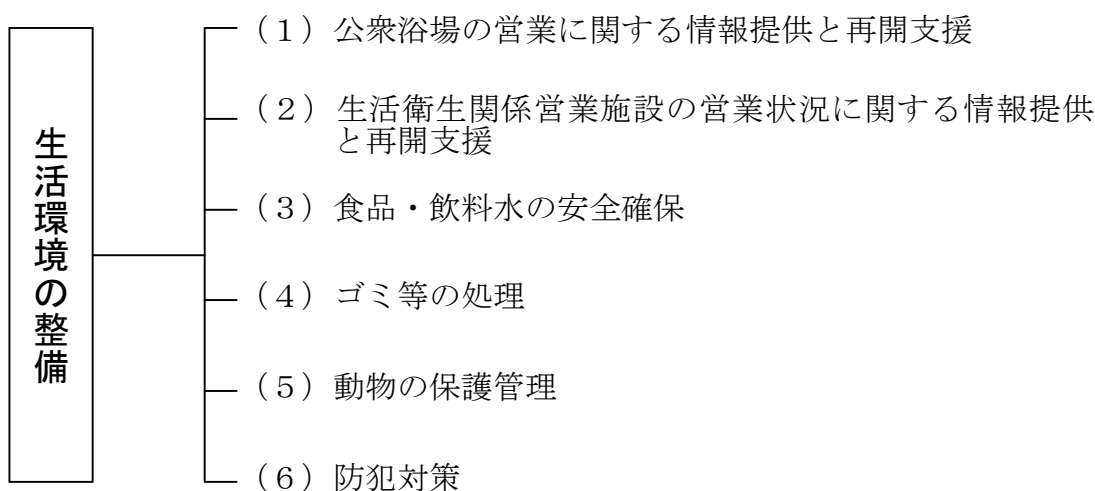 生活環境の整備
（１）公衆浴場の営業に関する情報提供と再開支援
（２）生活衛生関係営業施設の営業状況に関する情報提供
と再開支援
（３）食品・飲料水の安全確保
（４）ゴミ等の処理
（５）動物の保護管理
（６）防犯対策